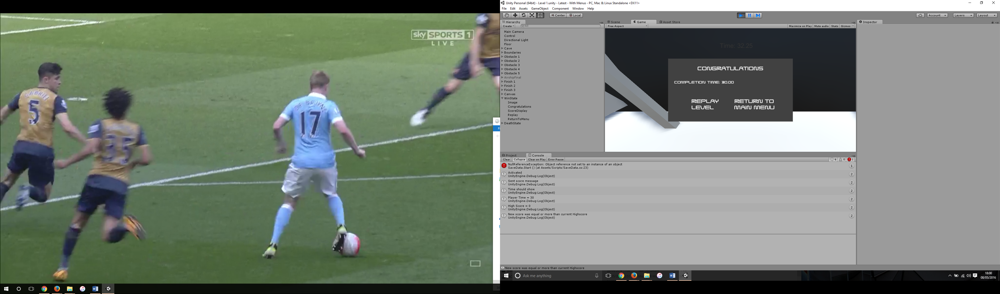 sky SPORTS 1
LIVE
GABRIEL
5
35
DE BRUYNE
17
Unity Personal (64bit) - Level 1.unity - Latest - With Menus - PC, Mac & Linux Standalone <DX11>
File Edit Assets GameObject Component Window Help
Center Local
Account Layers Layout
Hierarchy
Create All
Main Camera
Control
Directional Light
Floor
Cave
Boundaries
Obstacle 1
Obstacle 2
Obstacle 3
Obstacle 4
Obstacle 5
AirshipFinal
Finish 1
Finish 2
Finish 3
Canvas
WinState
Image
Congratulations
ScoreDisplay
Replay
ReturnToMenu
DeathState
Scene Game Asset Store
Free Aspect Maximize on Play Mute audio Stats Gizmos
Time: 32.25
CONGRATULATIONS
COMPLETION TIME: 30.00
REPLAY
LEVEL
RETURN TO
MAIN MENU
Inspector
Project Console
Clear Collapse Clear on Play Error Pause 6 0 1
NullReferenceException: Object reference not set to an instance of an object
SaveData.Start () (at Assets/Scripts/SaveData.cs:23)
1
Activated
UnityEngine.Debug:Log(Object)
2
Sent score message
UnityEngine.Debug:Log(Object)
2
Time should show
UnityEngine.Debug:Log(Object)
2
Player Time = 30
UnityEngine.Debug:Log(Object)
2
High Score = 0
UnityEngine.Debug:Log(Object)
2
New score was equal or more than current Highscore
UnityEngine.Debug:Log(Object)
2
New score was equal or more than current Highscore
Ask me anything
18:00
08/05/2016